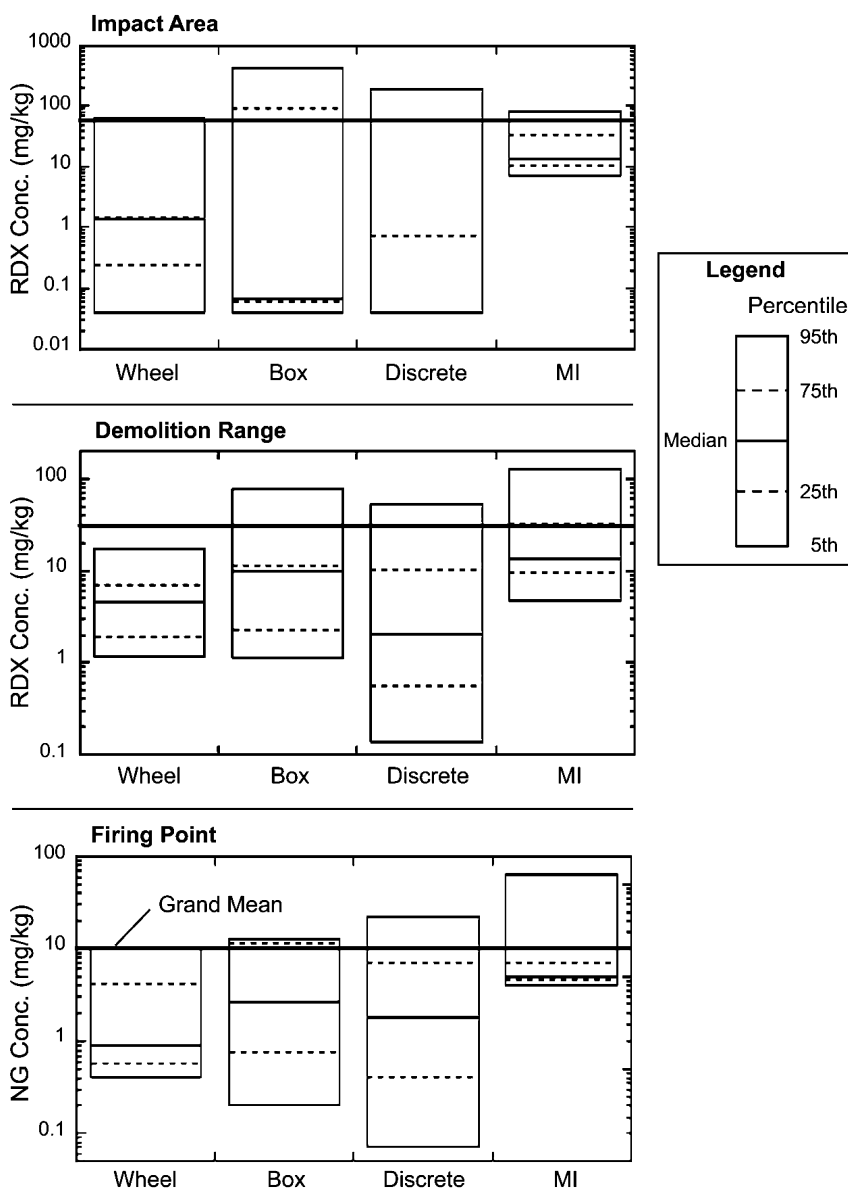 Impact Area
RDX Conc. (mg/kg)
1000
100
10
1
0.1
0.01
Wheel Box Discrete MI
Legend
Percentile
95th
75th
Median
25th
5th
Demolition Range
RDX Conc. (mg/kg)
100
10
1
0.1
Wheel Box Discrete MI
Firing Point
NG Conc. (mg/kg)
100
Grand Mean
10
1
0.1
Wheel Box Discrete MI